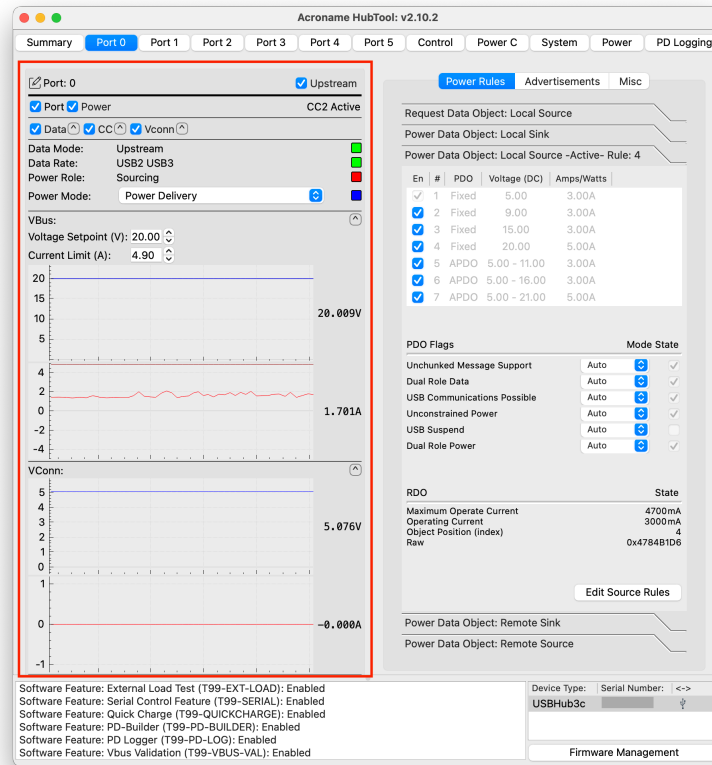 Acroname HubTool: v2.10.2
Summary Port 0 Port 1 Port 2 Port 3 Port 4 Port 5 Control Power C System Power PD Logging
Port: 0 Upstream
Port Power CC2 Active
Data CC Vconn
Data Mode: Upstream
Data Rate: USB2 USB3
Power Role: Sourcing
Power Mode: Power Delivery
VBus:
Voltage Setpoint (V): 20.00
Current Limit (A): 4.90
20
15
10
5
20.009V
4
2
0
-2
-4
1.701A
VConn:
5
4
3
2
1
0
5.076V
1
0
-1
-0.000A
Power Rules Advertisements Misc
Request Data Object: Local Source
Power Data Object: Local Sink
Power Data Object: Local Source -Active- Rule: 4
En # PDO Voltage (DC) Amps/Watts
1 Fixed 5.00 3.00A
2 Fixed 9.00 3.00A
3 Fixed 15.00 3.00A
4 Fixed 20.00 5.00A
5 APDO 5.00 - 11.00 3.00A
6 APDO 5.00 - 16.00 3.00A
7 APDO 5.00 - 21.00 5.00A
PDO Flags Mode State
Unchunked Message Support Auto
Dual Role Data Auto
USB Communications Possible Auto
Unconstrained Power Auto
USB Suspend Auto
Dual Role Power Auto
RDO State
Maximum Operate Current 4700mA
Operating Current 3000mA
Object Position (index) 4
Raw 0x4784B1D6
Edit Source Rules
Power Data Object: Remote Sink
Power Data Object: Remote Source
Software Feature: External Load Test (T99-EXT-LOAD): Enabled
Software Feature: Serial Control Feature (T99-SERIAL): Enabled
Software Feature: Quick Charge (T99-QUICKCHARGE): Enabled
Software Feature: PD-Builder (T99-PD-BUILDER): Enabled
Software Feature: PD Logger (T99-PD-LOG): Enabled
Software Feature: Vbus Validation (T99-VBUS-VAL): Enabled
Device Type: Serial Number: <->
USBHub3c
Firmware Management